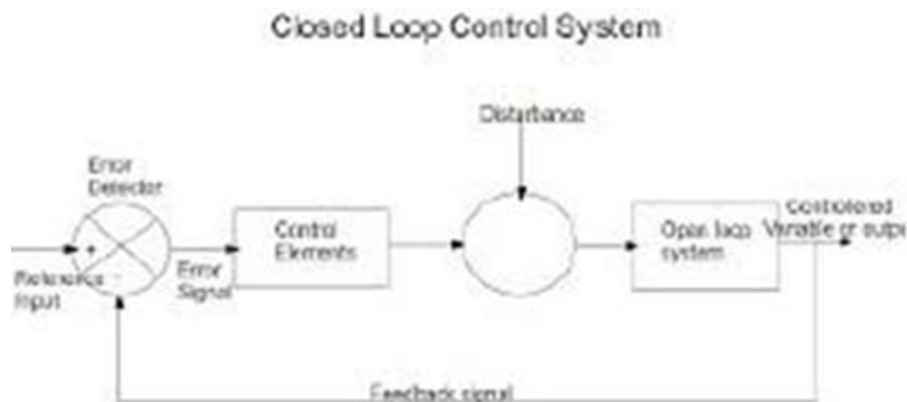 Closed Loop Control System
Disturbance
Error
Detector
+
Control
Elements
Open loop
system
Controlered
Variable or outpu
Reference -
Input
Error
Signal
Feedback signal